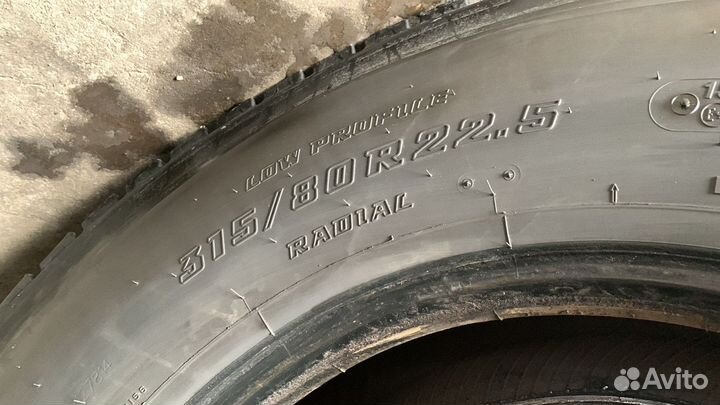 LOW PROFILE
315/80R22.5
RADIAL
Avito